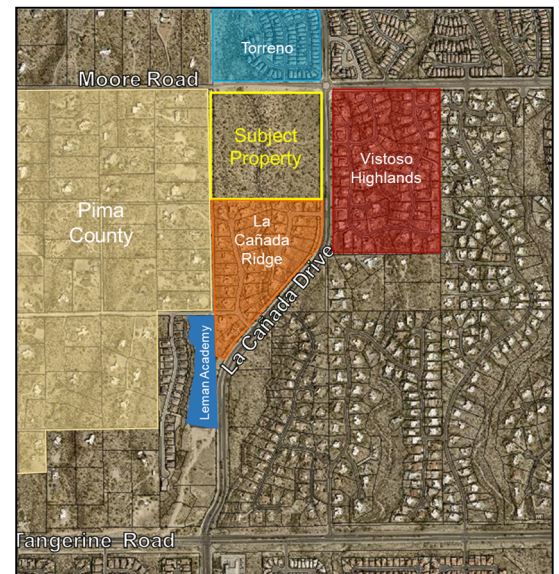 Torreno
Moore Road
Subject
Property
Vistoso
Highlands
Pima
County
La
Cañada
Ridge
La Cañada Drive
Leman Academy
Tangerine Road